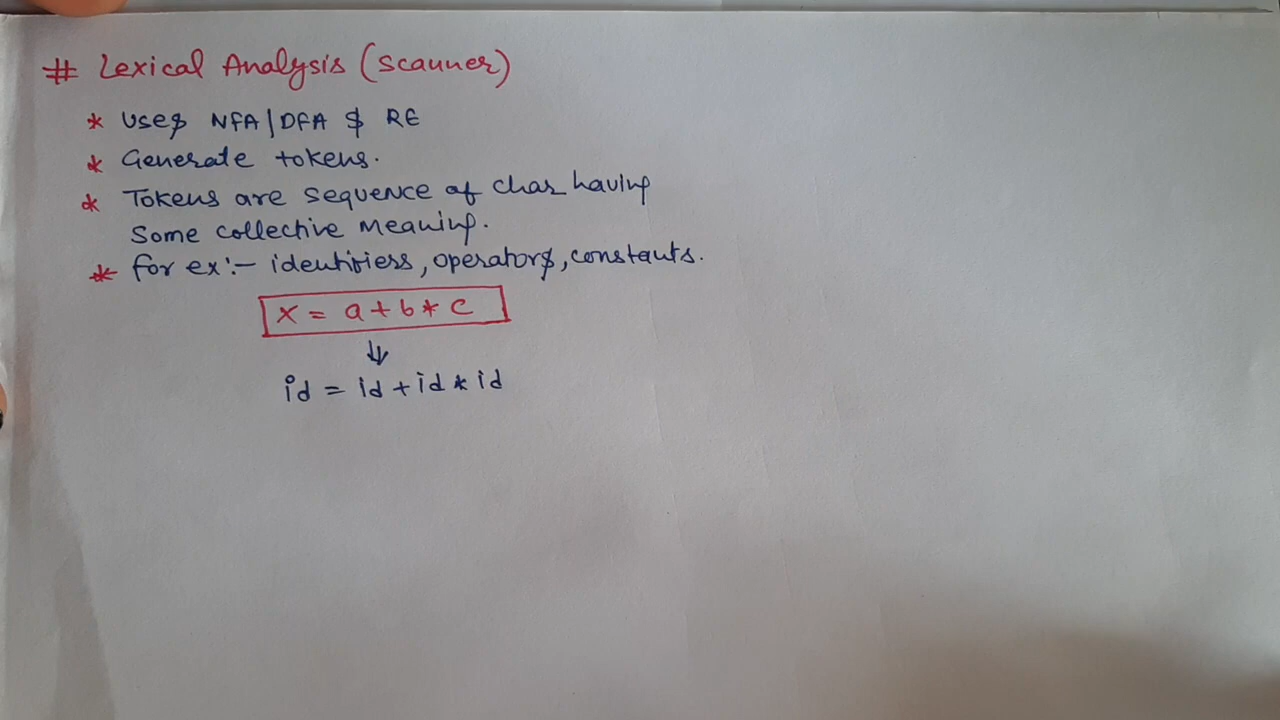 # Lexical Analysis (Scanner)
* Uses NFA/DFA & RE
* Generate tokens.
* Tokens are sequence of char having
Some collective Meaning.
* for ex:- identifiers, operators, constants.
x = a + b * c
⇓
id = id + id * id